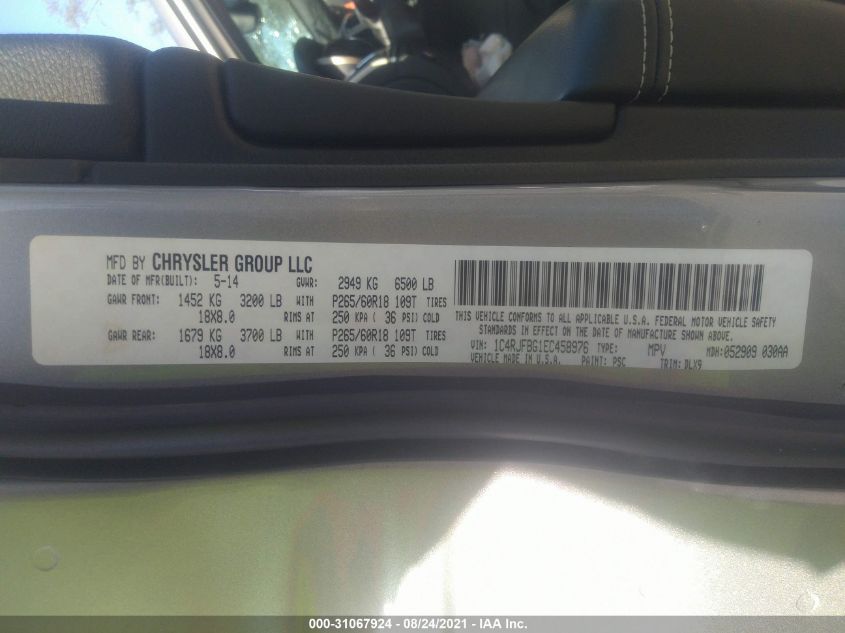 MFD BY CHRYSLER GROUP LLC
DATE OF MFR(BUILT): 5-14 GVWR: 2949 KG 6500 LB
GAWR FRONT: 1452 KG 3200 LB WITH P265/60R18 109T TIRES
18X8.0 RIMS AT 250 KPA ( 36 PSI) COLD
GAWR REAR: 1679 KG 3700 LB WITH P265/60R18 109T TIRES
18X8.0 RIMS AT 250 KPA ( 36 PSI) COLD
THIS VEHICLE CONFORMS TO ALL APPLICABLE U.S.A. FEDERAL MOTOR VEHICLE SAFETY
STANDARDS IN EFFECT ON THE DATE OF MANUFACTURE SHOWN ABOVE.
VIN: 1C4RJFBG1EC458976 TYPE: MPV MDH:052909 030AA
VEHICLE MADE IN U.S.A. PAINT: PSC TRIM: DLX9
000-31067924 - 08/24/2021 - IAA Inc.